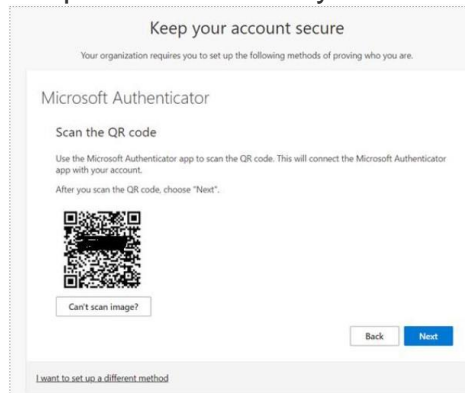 Keep your account secure
Your organization requires you to set up the following methods of proving who you are.
Microsoft Authenticator
Scan the QR code
Use the Microsoft Authenticator app to scan the QR code. This will connect the Microsoft Authenticator
app with your account.
After you scan the QR code, choose "Next".
Can't scan image?
Back Next
I want to set up a different method